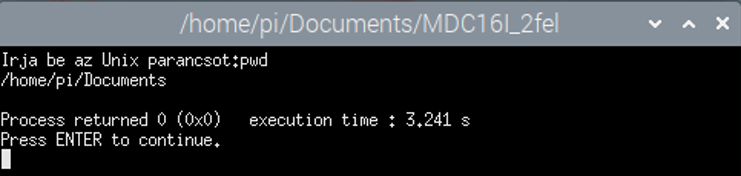 /home/pi/Documents/MDC16I_2fel
Irja be az Unix parancsot:pwd
/home/pi/Documents
Process returned 0 (0x0)   execution time : 3.241 s
Press ENTER to continue.